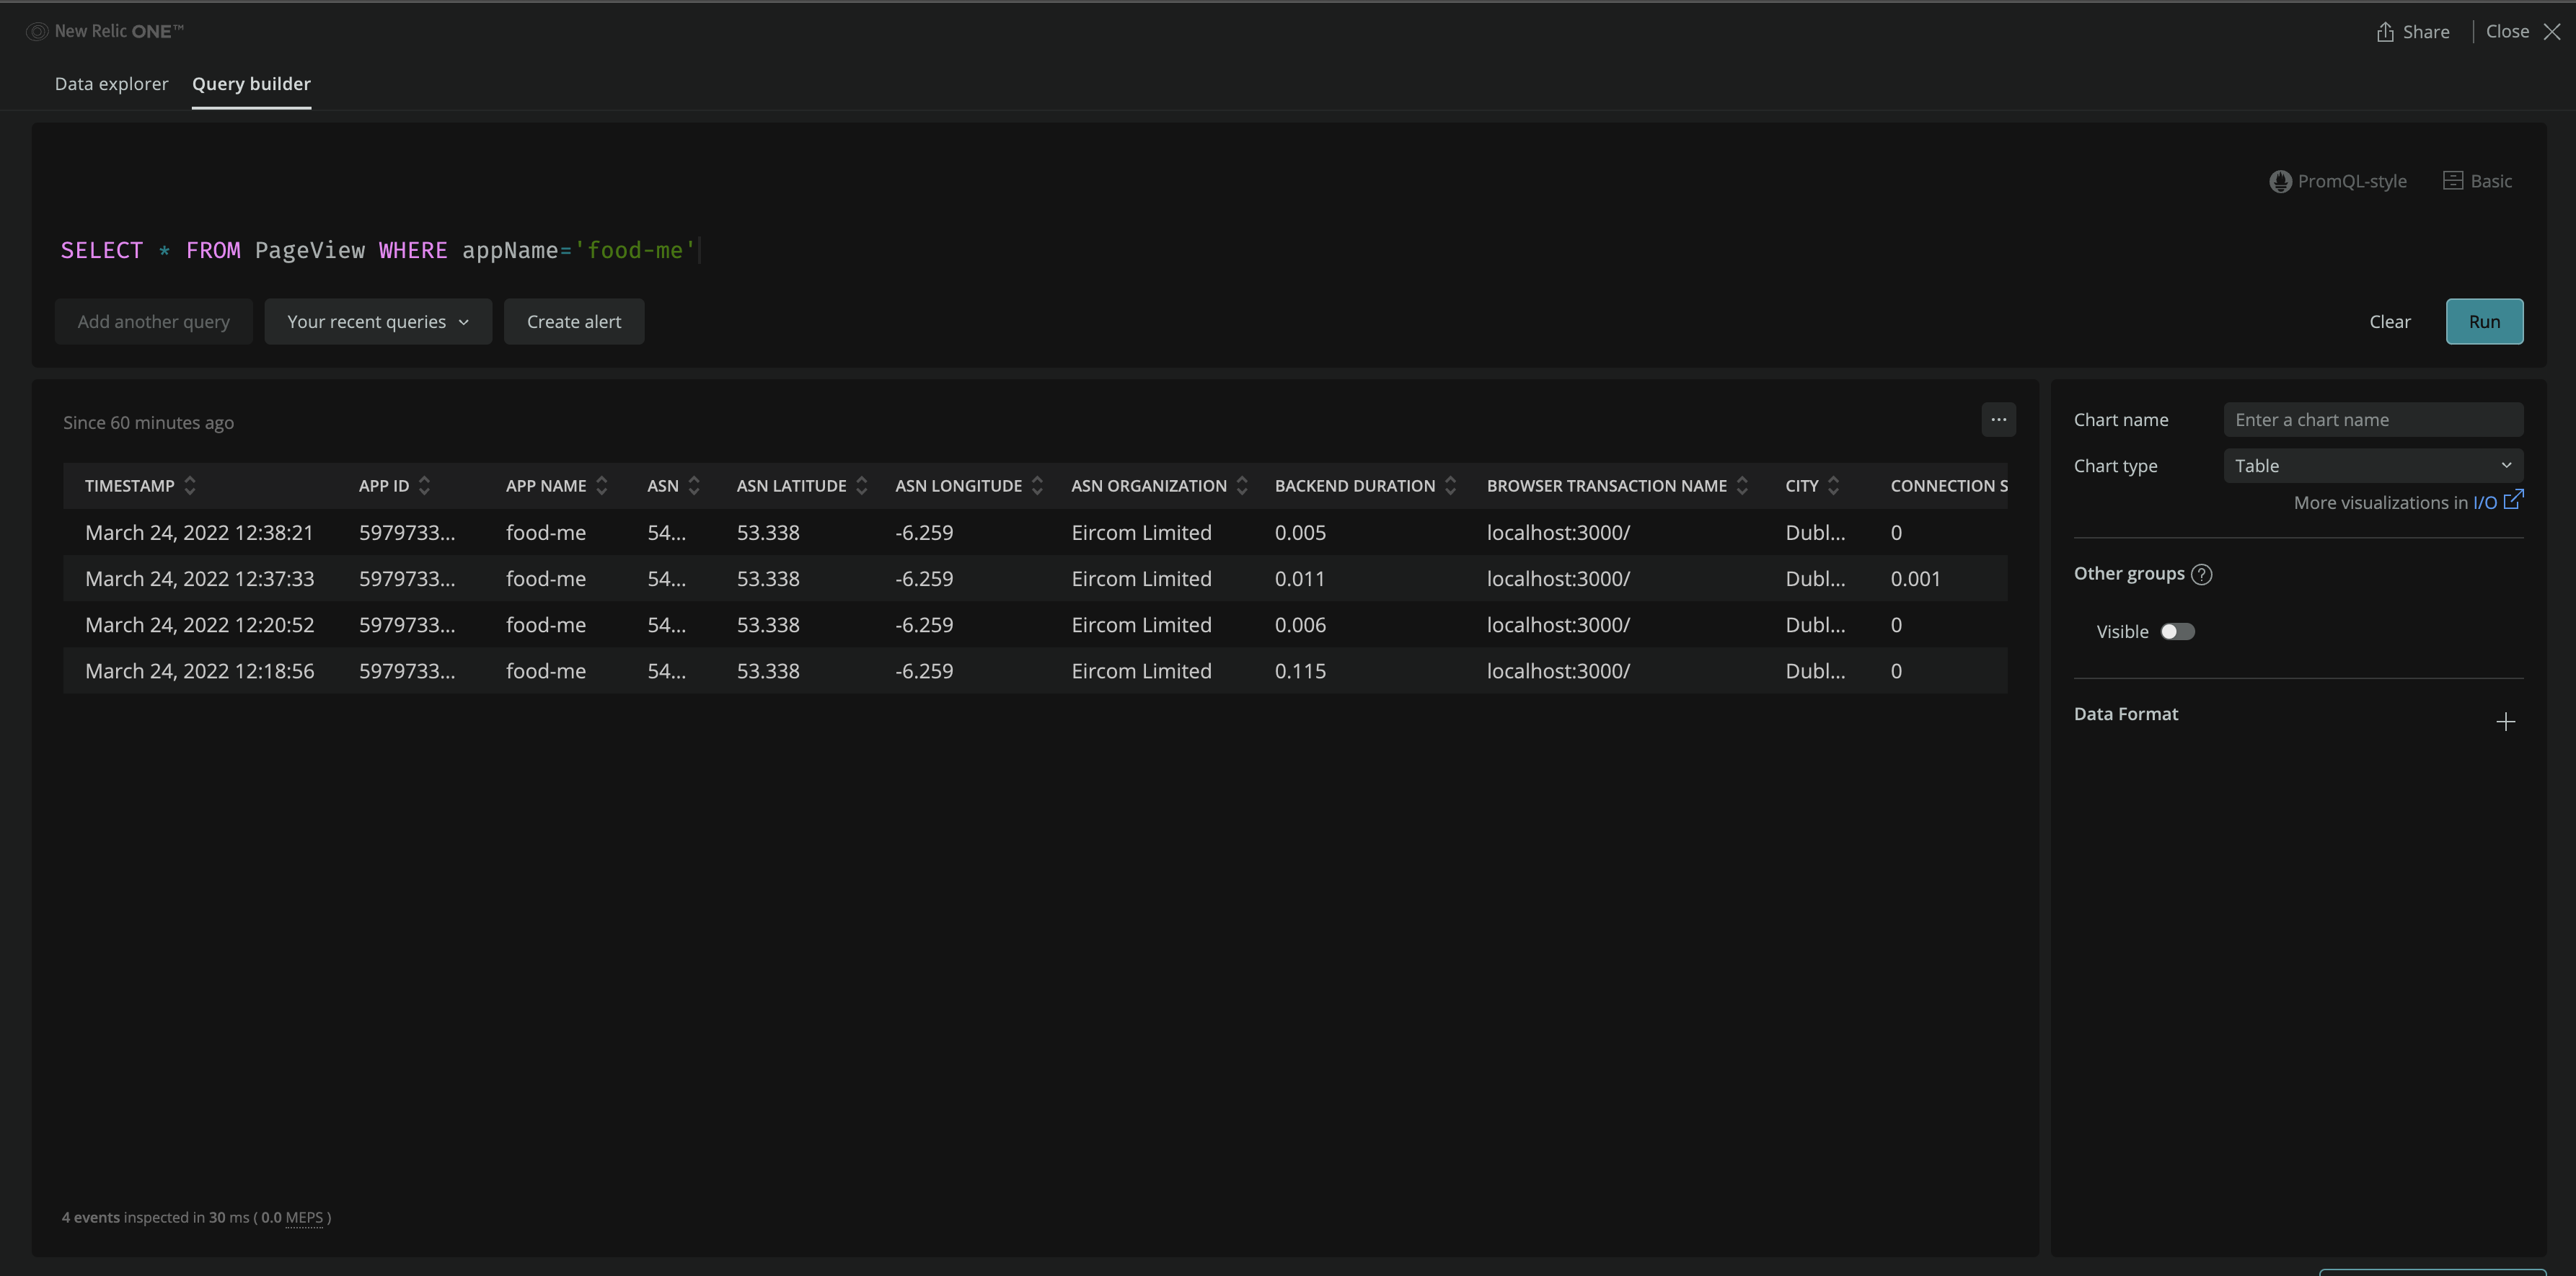 New Relic ONE™
Share | Close
Data explorer Query builder
PromQL-style Basic
SELECT * FROM PageView WHERE appName='food-me'
Add another query Your recent queries Create alert Clear Run
Since 60 minutes ago ...
TIMESTAMP APP ID APP NAME ASN ASN LATITUDE ASN LONGITUDE ASN ORGANIZATION BACKEND DURATION BROWSER TRANSACTION NAME CITY CONNECTION S
March 24, 2022 12:38:21 5979733... food-me 54... 53.338 -6.259 Eircom Limited 0.005 localhost:3000/ Dubl... 0
March 24, 2022 12:37:33 5979733... food-me 54... 53.338 -6.259 Eircom Limited 0.011 localhost:3000/ Dubl... 0.001
March 24, 2022 12:20:52 5979733... food-me 54... 53.338 -6.259 Eircom Limited 0.006 localhost:3000/ Dubl... 0
March 24, 2022 12:18:56 5979733... food-me 54... 53.338 -6.259 Eircom Limited 0.115 localhost:3000/ Dubl... 0
4 events inspected in 30 ms ( 0.0 MEPS )
Chart name Enter a chart name
Chart type Table
More visualizations in I/O
Other groups ?
Visible
Data Format +